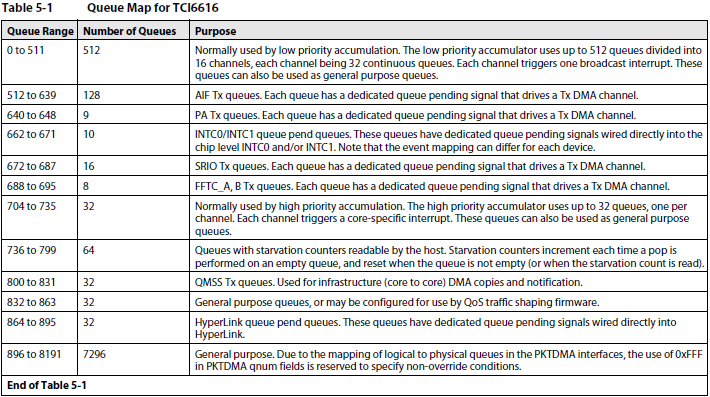 Table 5-1 Queue Map for TCI6616
Queue Range Number of Queues Purpose
0 to 511 512 Normally used by low priority accumulation. The low priority accumulator uses up to 512 queues divided into
16 channels, each channel being 32 continuous queues. Each channel triggers one broadcast interrupt. These
queues can also be used as general purpose queues.
512 to 639 128 AIF Tx queues. Each queue has a dedicated queue pending signal that drives a Tx DMA channel.
640 to 648 9 PA Tx queues. Each queue has a dedicated queue pending signal that drives a Tx DMA channel.
662 to 671 10 INTC0/INTC1 queue pend queues. These queues have dedicated queue pending signals wired directly into the
chip level INTC0 and/or INTC1. Note that the event mapping can differ for each device.
672 to 687 16 SRIO Tx queues. Each queue has a dedicated queue pending signal that drives a Tx DMA channel.
688 to 695 8 FFTC_A, B Tx queues. Each queue has a dedicated queue pending signal that drives a Tx DMA channel.
704 to 735 32 Normally used by high priority accumulation. The high priority accumulator uses up to 32 queues, one per
channel. Each channel triggers a core-specific interrupt. These queues can also be used as general purpose
queues.
736 to 799 64 Queues with starvation counters readable by the host. Starvation counters increment each time a pop is
performed on an empty queue, and reset when the queue is not empty (or when the starvation count is read).
800 to 831 32 QMSS Tx queues. Used for infrastructure (core to core) DMA copies and notification.
832 to 863 32 General purpose queues, or may be configured for use by QoS traffic shaping firmware.
864 to 895 32 HyperLink queue pend queues. These queues have dedicated queue pending signals wired directly into
HyperLink.
896 to 8191 7296 General purpose. Due to the mapping of logical to physical queues in the PKTDMA interfaces, the use of 0xFFF
in PKTDMA qnum fields is reserved to specify non-override conditions.
End of Table 5-1